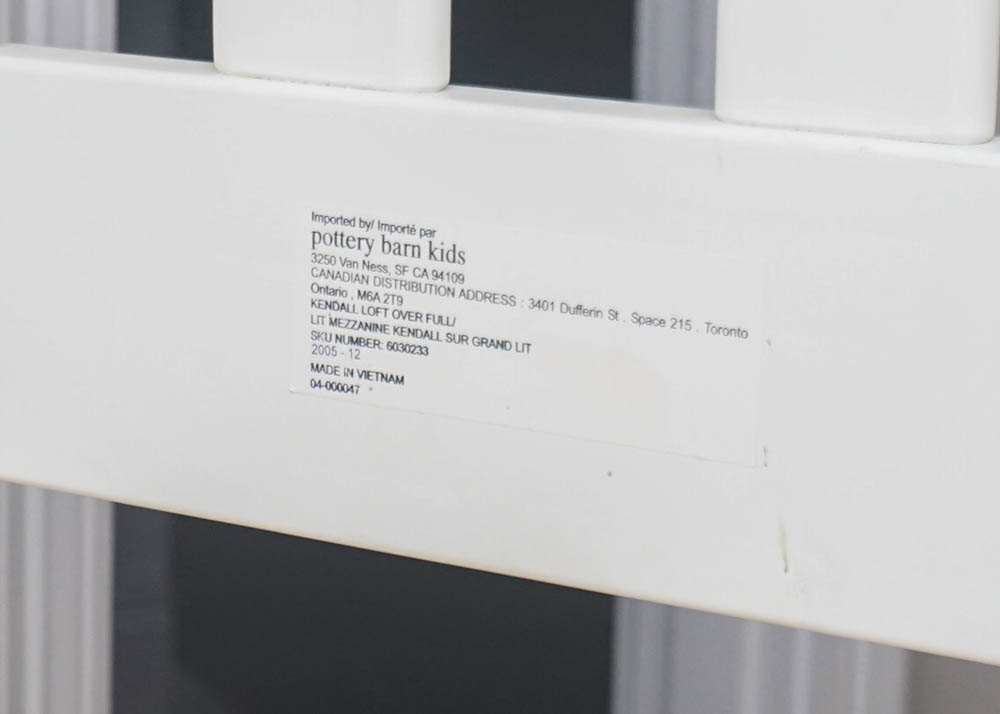 Imported by/ Importé par
pottery barn kids
3250 Van Ness, SF CA 94109
CANADIAN DISTRIBUTION ADDRESS : 3401 Dufferin St . Space 215 . Toronto
Ontario , M6A 2T9
KENDALL LOFT OVER FULL/
LIT MEZZANINE KENDALL SUR GRAND LIT
SKU NUMBER: 6030233
2005 - 12
MADE IN VIETNAM
04-000047